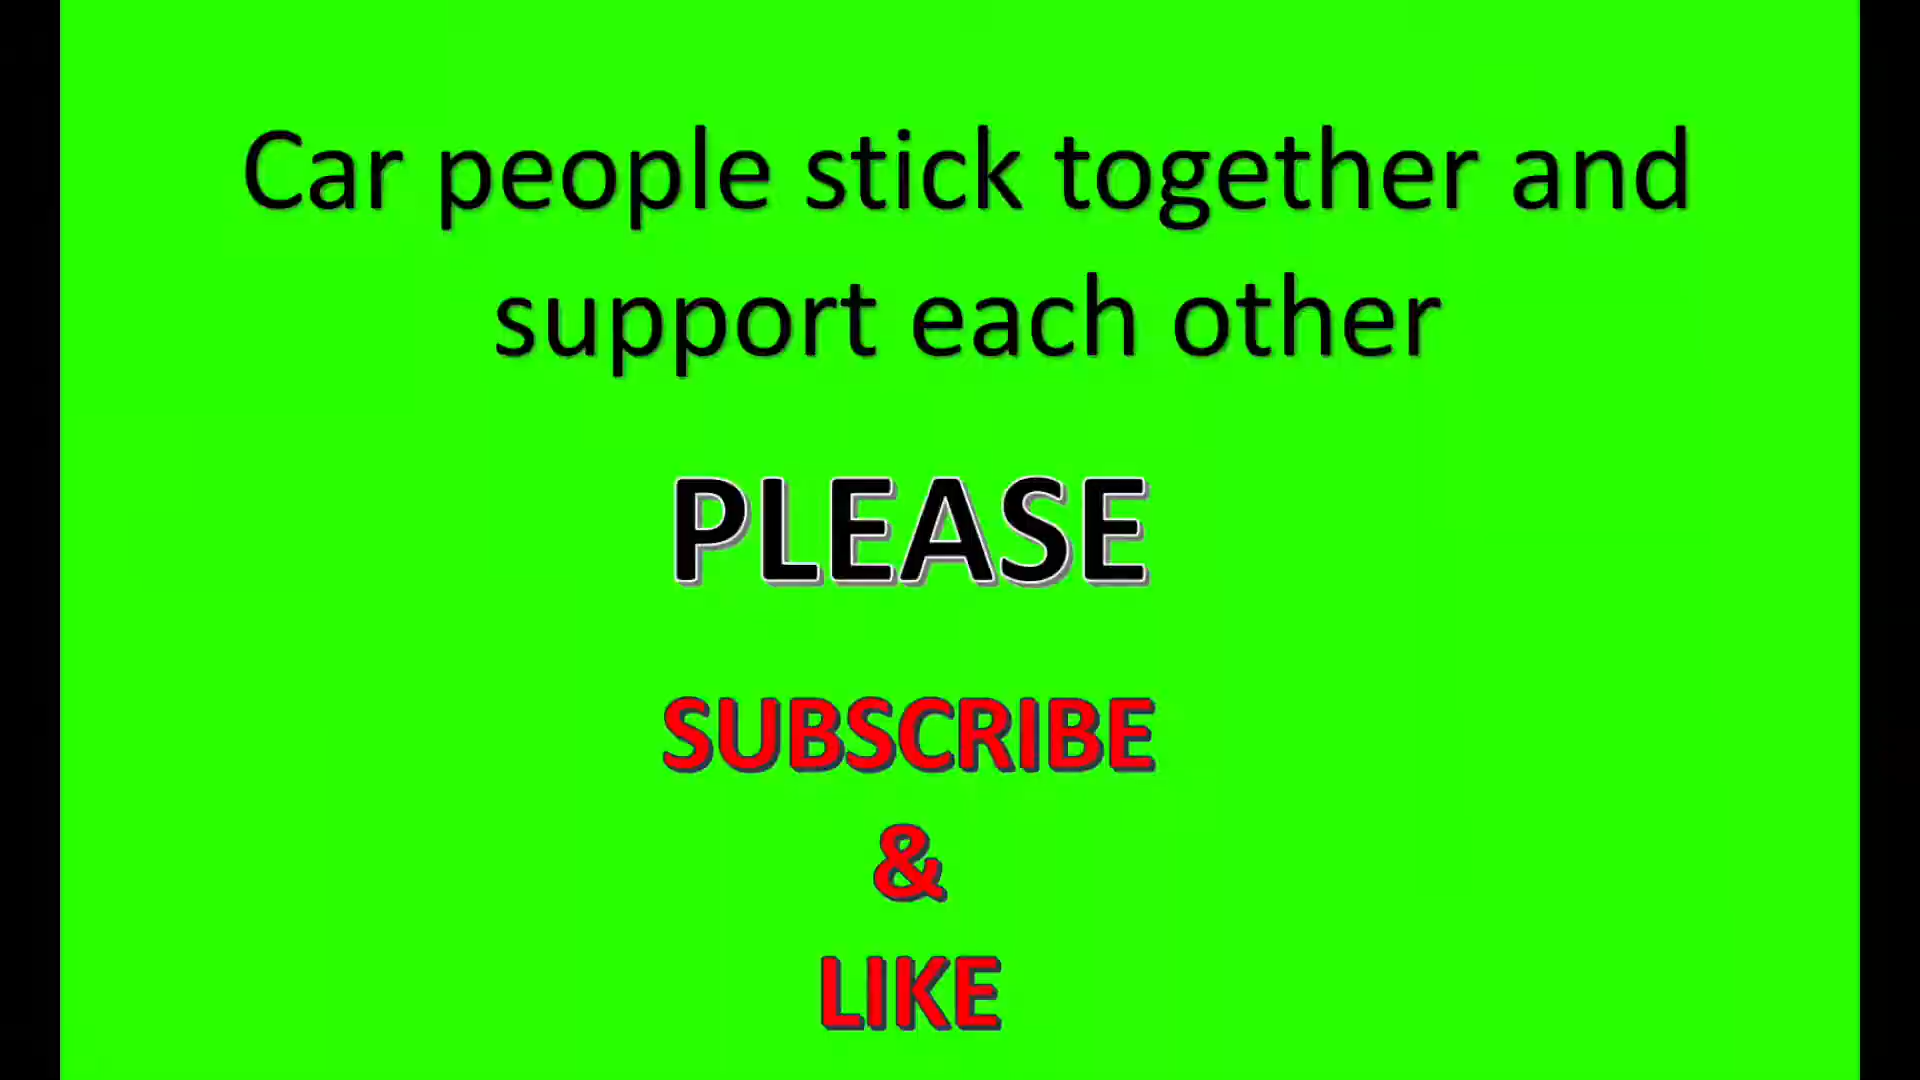 Car people stick together and
support each other
PLEASE
SUBSCRIBE
&
LIKE